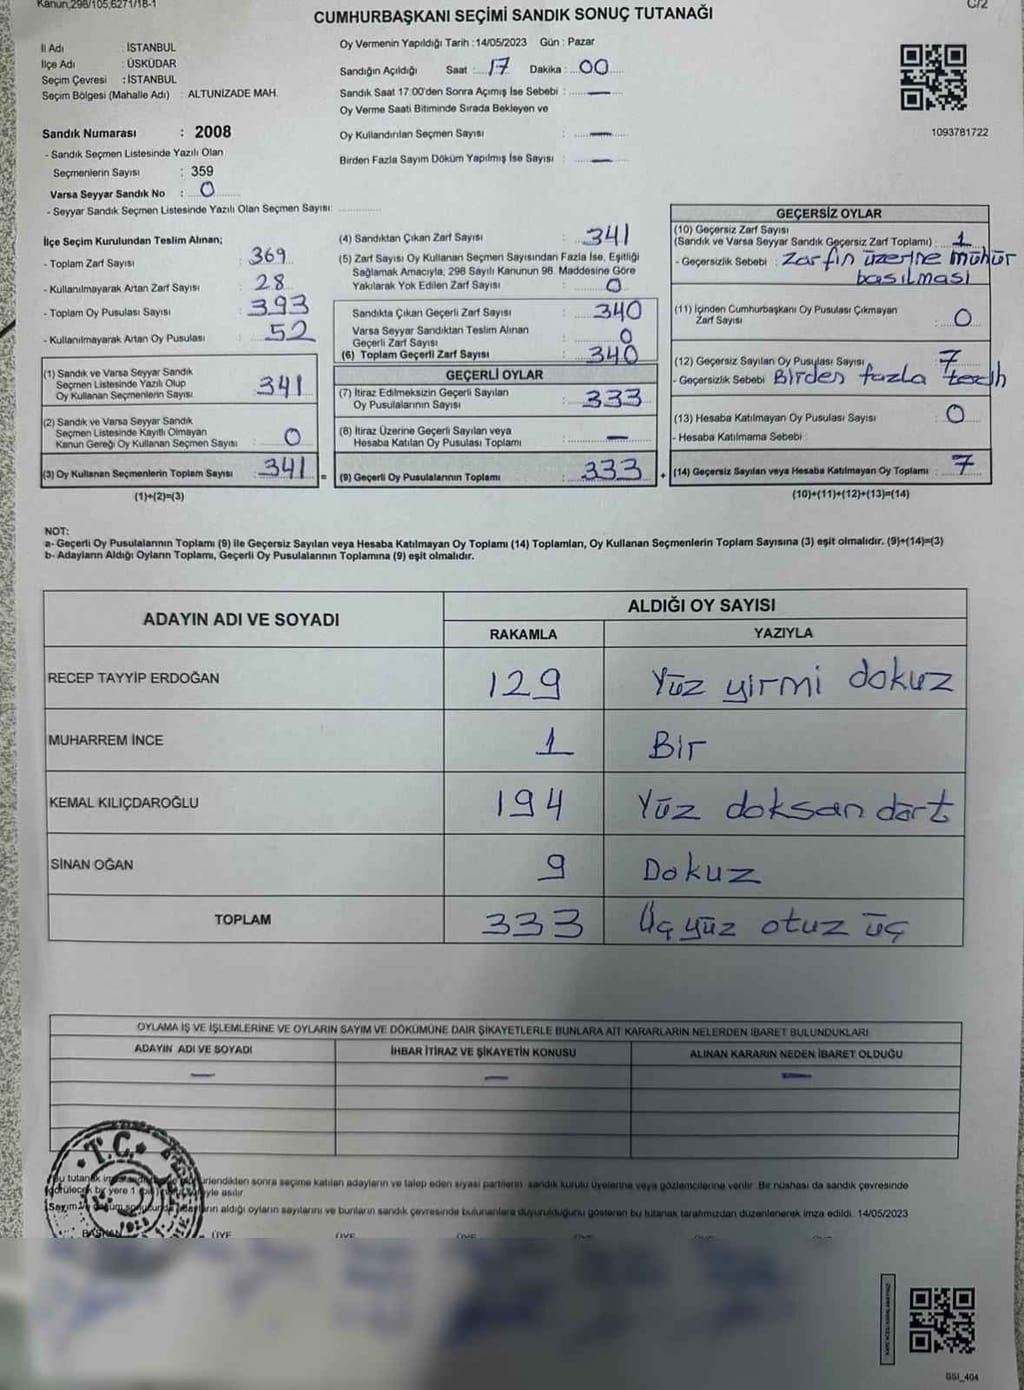 Kanun,298/105,6271/18-1
C/2
CUMHURBAŞKANI SEÇİMİ SANDIK SONUÇ TUTANAĞI
İl Adı : İSTANBUL
İlçe Adı : ÜSKÜDAR
Seçim Çevresi : İSTANBUL
Seçim Bölgesi (Mahalle Adı) : ALTUNİZADE MAH.
Sandık Numarası : 2008
- Sandık Seçmen Listesinde Yazılı Olan
Seçmenlerin Sayısı : 359
Varsa Seyyar Sandık No : 0
- Seyyar Sandık Seçmen Listesinde Yazılı Olan Seçmen Sayısı:
Oy Vermenin Yapıldığı Tarih :14/05/2023 Gün : Pazar
Sandığın Açıldığı Saat : 17 Dakika : 00
Sandık Saat 17:00'den Sonra Açımış İse Sebebi : —
Oy Verme Saati Bitiminde Sırada Bekleyen ve
Oy Kullandırılan Seçmen Sayısı : —
Birden Fazla Sayım Döküm Yapılmış İse Sayısı : —
1093781722
İlçe Seçim Kurulundan Teslim Alınan;
- Toplam Zarf Sayısı : 369
- Kullanılmayarak Artan Zarf Sayısı : 28
- Toplam Oy Pusulası Sayısı : 393
- Kullanılmayarak Artan Oy Pusulası : 52
(1) Sandık ve Varsa Seyyar Sandık
Seçmen Listesinde Yazılı Olup
Oy Kullanan Seçmenlerin Sayısı : 341
(2) Sandık ve Varsa Seyyar Sandık
Seçmen Listesinde Kayıtlı Olmayan
Kanun Gereği Oy Kullanan Seçmen Sayısı : 0
(3) Oy Kullanan Seçmenlerin Toplam Sayısı : 341 =
(1)+(2)=(3)
(4) Sandıktan Çıkan Zarf Sayısı : 341
(5) Zarf Sayısı Oy Kullanan Seçmen Sayısından Fazla İse, Eşitliği
Sağlamak Amacıyla, 298 Sayılı Kanunun 98. Maddesine Göre
Yakılarak Yok Edilen Zarf Sayısı : 0
Sandıkta Çıkan Geçerli Zarf Sayısı : 340
Varsa Seyyar Sandıktan Teslim Alınan
Geçerli Zarf Sayısı : 0
(6) Toplam Geçerli Zarf Sayısı : 340
GEÇERLİ OYLAR
(7) İtiraz Edilmeksizin Geçerli Sayılan
Oy Pusulalarının Sayısı : 333
(8) İtiraz Üzerine Geçerli Sayılan veya
Hesaba Katılan Oy Pusulası Toplamı : —
(9) Geçerli Oy Pusulalarının Toplamı : 333 +
GEÇERSİZ OYLAR
(10) Geçersiz Zarf Sayısı
(Sandık ve Varsa Seyyar Sandık Geçersiz Zarf Toplamı) : 1
- Geçersizlik Sebebi : Zarfın üzerine mühür
basılması
(11) İçinden Cumhurbaşkanı Oy Pusulası Çıkmayan
Zarf Sayısı : 0
(12) Geçersiz Sayılan Oy Pusulası Sayısı : 7
- Geçersizlik Sebebi Birden fazla tercih
(13) Hesaba Katılmayan Oy Pusulası Sayısı : 0
- Hesaba Katılmama Sebebi :
(14) Geçersiz Sayılan veya Hesaba Katılmayan Oy Toplamı : 7
(10)+(11)+(12)+(13)=(14)
NOT:
a- Geçerli Oy Pusulalarının Toplamı (9) ile Geçersiz Sayılan veya Hesaba Katılmayan Oy Toplamı (14) Toplamları, Oy Kullanan Seçmenlerin Toplam Sayısına (3) eşit olmalıdır. (9)+(14)=(3)
b- Adayların Aldığı Oyların Toplamı, Geçerli Oy Pusulalarının Toplamına (9) eşit olmalıdır.
ADAYIN ADI VE SOYADI
ALDIĞI OY SAYISI
RAKAMLA YAZIYLA
RECEP TAYYİP ERDOĞAN 129 Yüz yirmi dokuz
MUHARREM İNCE 1 Bir
KEMAL KILIÇDAROĞLU 194 Yüz doksan dört
SİNAN OĞAN 9 Dokuz
TOPLAM 333 Üç yüz otuz üç
OYLAMA İŞ VE İŞLEMLERİNE VE OYLARIN SAYIM VE DÖKÜMÜNE DAİR ŞİKAYETLERLE BUNLARA AİT KARARLARIN NELERDEN İBARET BULUNDUKLARI
ADAYIN ADI VE SOYADI İHBAR İTİRAZ VE ŞİKAYETİN KONUSU ALINAN KARARIN NEDEN İBARET OLDUĞU
— — —
T.C.
Bu tutanak rlendikten sonra seçime katılan adayların ve talep eden siyasi partilerin sandık kurulu üyelerine veya gözlemcilerine verilir. Bir nüshası da sandık çevresinde
görülecek bir yere 1 yle asılır
Sayım ların aldığı oyların sayılarını ve bunların sandık çevresinde bulunanlara duyurulduğunu gösteren bu tutanak tarafımızdan düzenlenerek imza edildi. 14/05/2023
BAŞKAN ÜYE ÜYE ÜYE
SSI_404